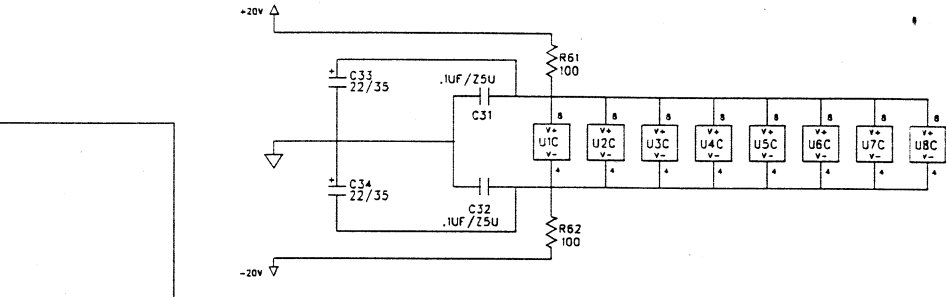 +20V
R61
100
+ C33
22/35
.1UF/Z5U
C31
8 8 8 8 8 8 8 8
V+ V+ V+ V+ V+ V+ V+ V+
U1C U2C U3C U4C U5C U6C U7C U8C
V- V- V- V- V- V- V- V-
4 4 4 4 4 4 4 4
+ C34
22/35
C32
.1UF/Z5U
R62
100
-20V